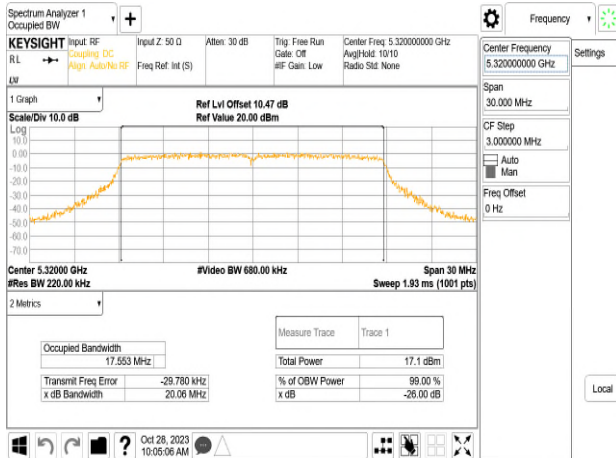 Spectrum Analyzer 1
Occupied BW
Frequency
KEYSIGHT
RL
Input: RF
Coupling: DC
Align: Auto/No RF
Input Z: 50 Ω
Freq Ref: Int (S)
Atten: 30 dB
Trig: Free Run
Gate: Off
#IF Gain: Low
Center Freq: 5.320000000 GHz
Avg|Hold: 10/10
Radio Std: None
Center Frequency
5.320000000 GHz
Settings
Span
30.000 MHz
CF Step
3.000000 MHz
Auto
Man
Freq Offset
0 Hz
Local
1 Graph
Scale/Div 10.0 dB
Ref Lvl Offset 10.47 dB
Ref Value 20.00 dBm
Log
10.0
0.00
-10.0
-20.0
-30.0
-40.0
-50.0
-60.0
-70.0
Center 5.32000 GHz
#Res BW 220.00 kHz
#Video BW 680.00 kHz
Span 30 MHz
Sweep 1.93 ms (1001 pts)
2 Metrics
Measure Trace Trace 1
Occupied Bandwidth
17.553 MHz
Total Power 17.1 dBm
Transmit Freq Error -29.780 kHz
% of OBW Power 99.00 %
x dB Bandwidth 20.06 MHz
x dB -26.00 dB
Oct 28, 2023
10:05:06 AM